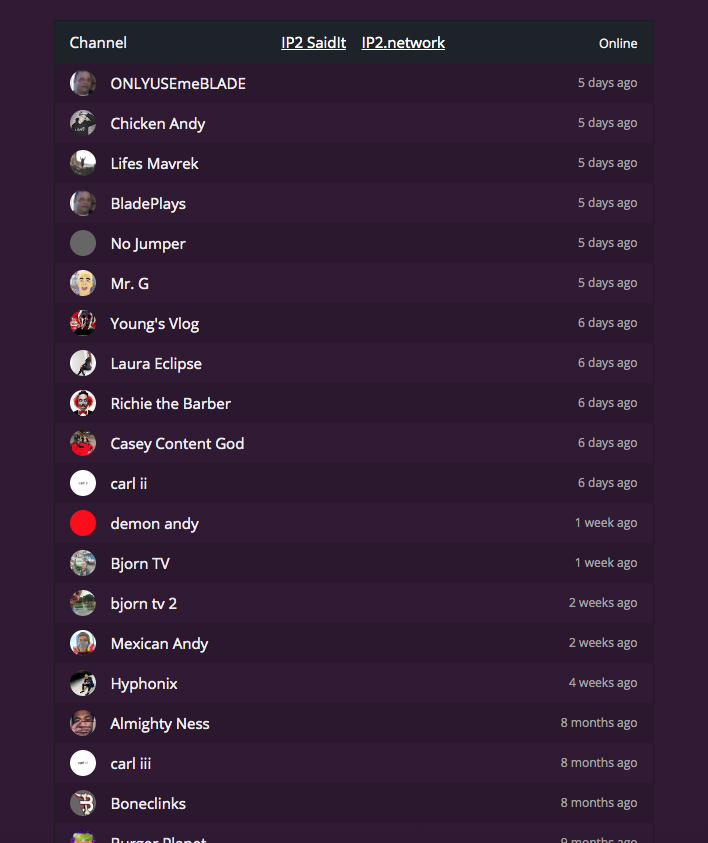 Channel IP2 SaidIt IP2.network Online
ONLYUSEmeBLADE 5 days ago
Chicken Andy 5 days ago
Lifes Mavrek 5 days ago
BladePlays 5 days ago
No Jumper 5 days ago
Mr. G 5 days ago
Young's Vlog 6 days ago
Laura Eclipse 6 days ago
Richie the Barber 6 days ago
Casey Content God 6 days ago
carl ii 6 days ago
demon andy 1 week ago
Bjorn TV 1 week ago
bjorn tv 2 2 weeks ago
Mexican Andy 2 weeks ago
Hyphonix 4 weeks ago
Almighty Ness 8 months ago
carl iii 8 months ago
Boneclinks 8 months ago
Burger Planet 9 months ago